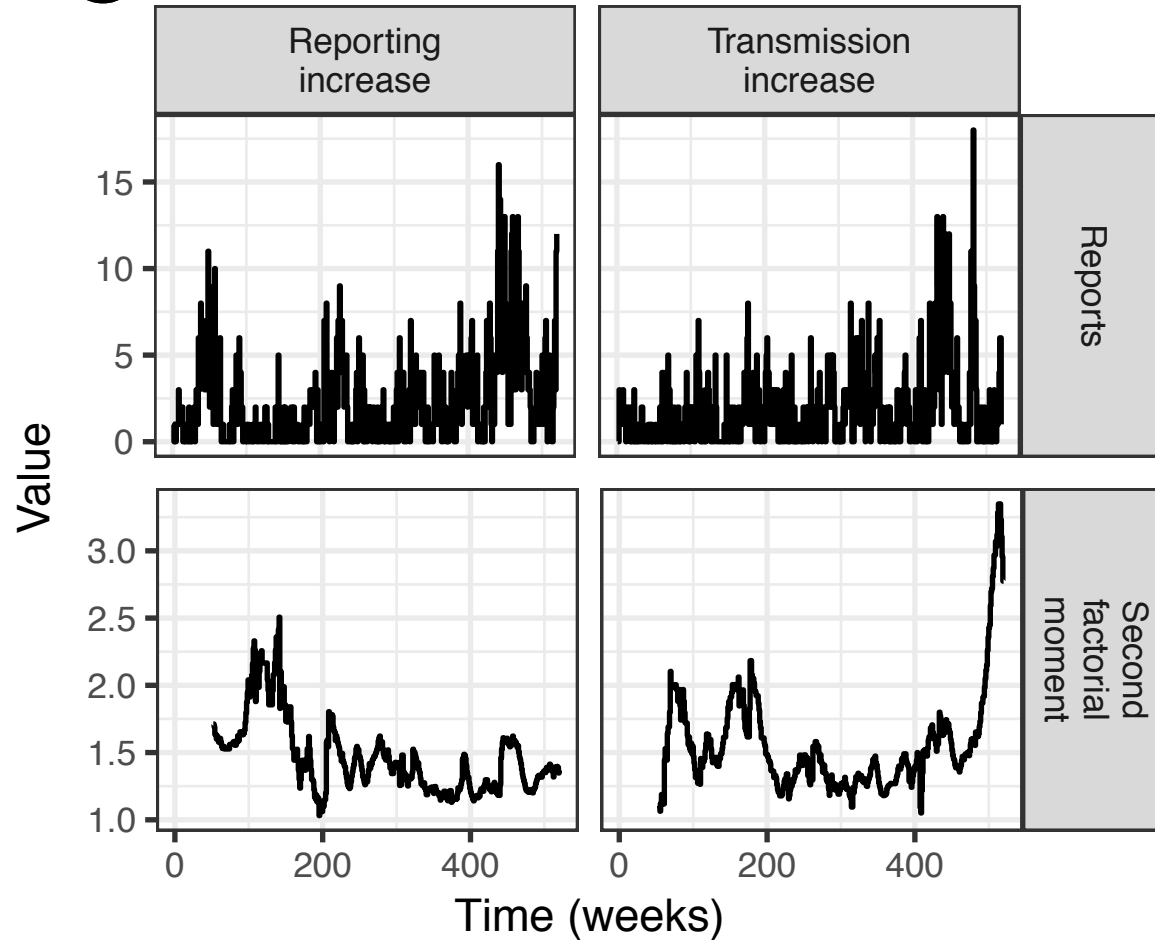 Reporting
increase
Transmission
increase
15
10
5
0
Reports
Value
3.0
2.5
2.0
1.5
1.0
Second
factorial
moment
0
200
400
0
200
400
Time (weeks)